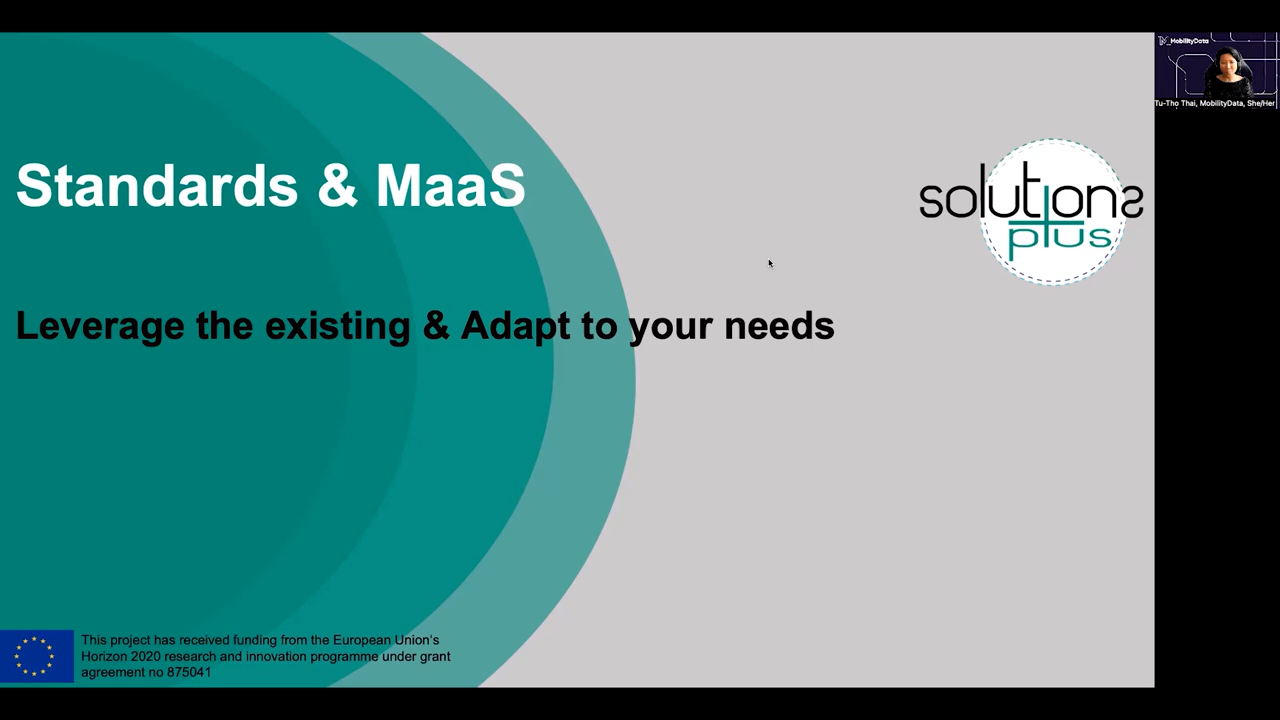 Standards & MaaS
Leverage the existing & Adapt to your needs
solutions
plus
This project has received funding from the European Union's
Horizon 2020 research and innovation programme under grant
agreement no 875041
MobilityData
Tu-Tho Thai, MobilityData, She/Her